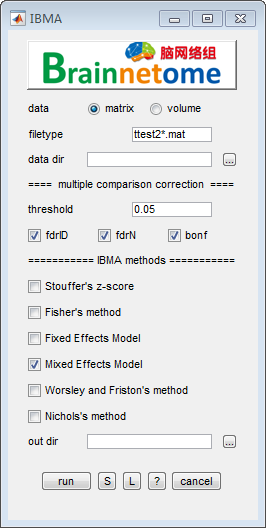 IBMA
脑网络组
Brainnetome
data matrix volume
filetype ttest2*.mat
data dir ...
==== multiple comparison correction ====
threshold 0.05
fdrID fdrN bonf
=========== IBMA methods ===========
Stouffer's z-score
Fisher's method
Fixed Effects Model
Mixed Effects Model
Worsley and Friston's method
Nichols's method
out dir ...
run S L ? cancel